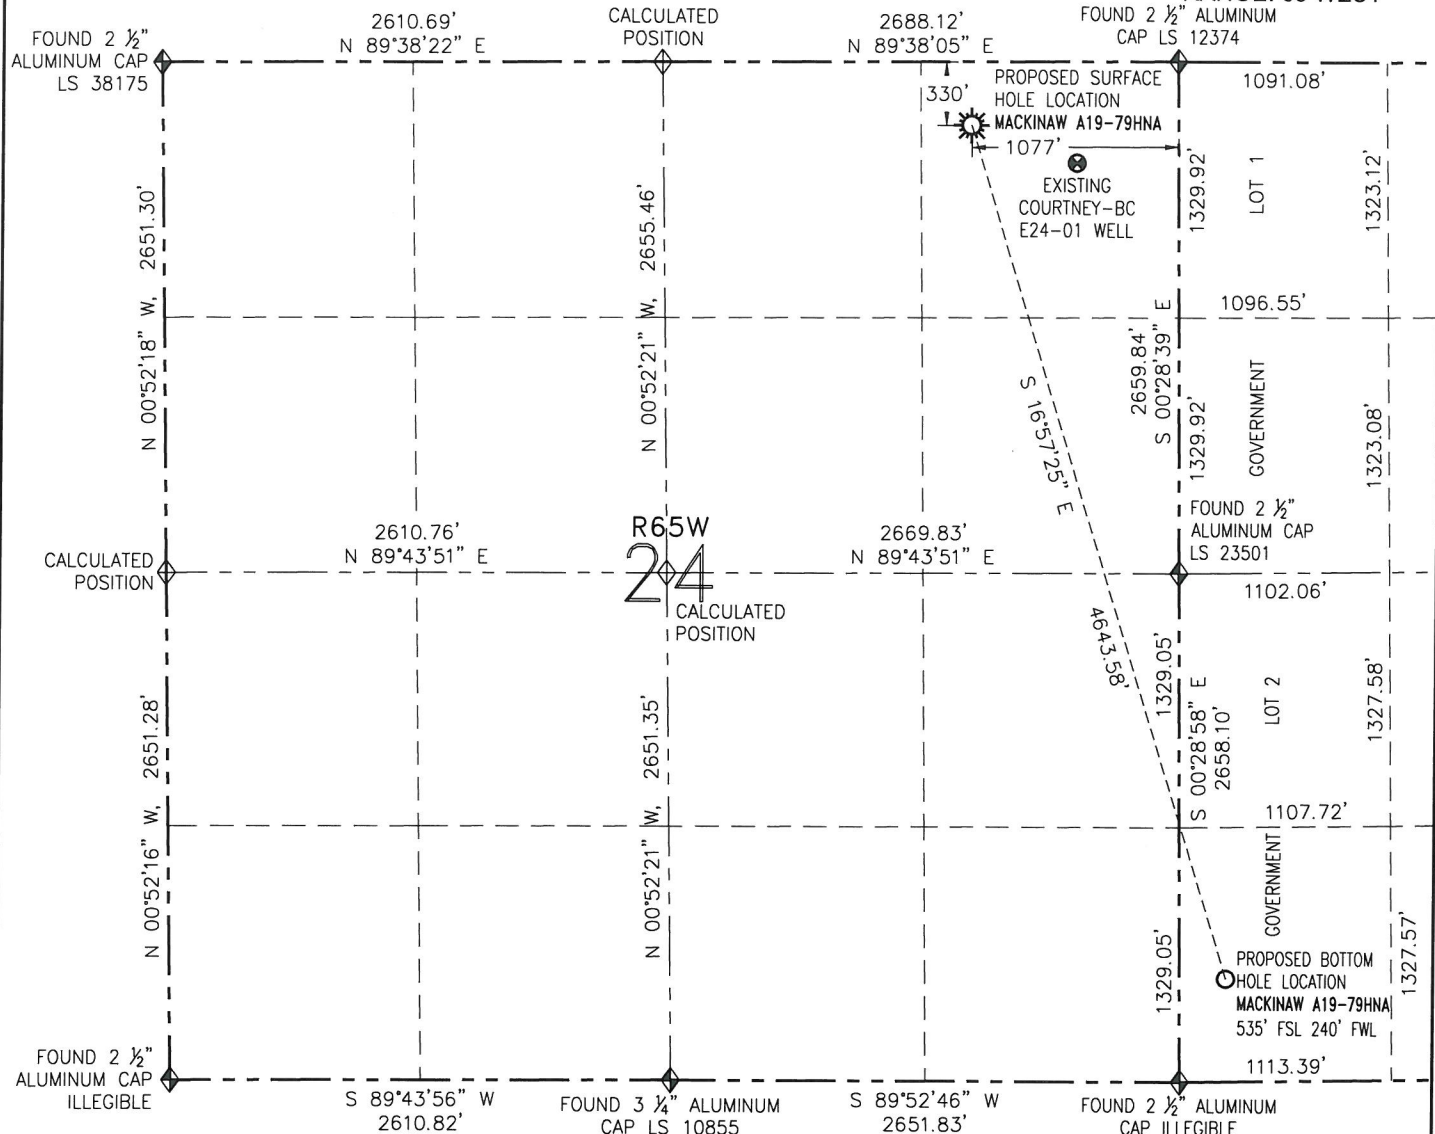 FOUND 2 ½"
ALUMINUM CAP
LS 38175
2610.69'
N 89°38'22" E
CALCULATED
POSITION
2688.12'
N 89°38'05" E
FOUND 2 ½" ALUMINUM
CAP LS 12374
1091.08'
330'
PROPOSED SURFACE
HOLE LOCATION
MACKINAW A19-79HNA
1077'
EXISTING
COURTNEY-BC
E24-01 WELL
N 00°52'18" W, 2651.30'
N 00°52'21" W, 2655.46'
1329.92'
LOT 1
1323.12'
1096.55'
2659.84'
S 00°28'39" E
1329.92'
GOVERNMENT
1323.08'
S 16°57'25" E
4643.58'
CALCULATED
POSITION
2610.76'
N 89°43'51" E
R65W
24
CALCULATED
POSITION
2669.83'
N 89°43'51" E
FOUND 2 ½"
ALUMINUM CAP
LS 23501
1102.06'
N 00°52'16" W, 2651.28'
N 00°52'21" W, 2651.35'
1329.05'
S 00°28'58" E
2658.10'
LOT 2
1327.58'
1107.72'
GOVERNMENT
1329.05'
1327.57'
PROPOSED BOTTOM
HOLE LOCATION
MACKINAW A19-79HNA
535' FSL 240' FWL
1113.39'
FOUND 2 ½"
ALUMINUM CAP
ILLEGIBLE
S 89°43'56" W
2610.82'
FOUND 3 ¼" ALUMINUM
CAP LS 10855
S 89°52'46" W
2651.83'
FOUND 2 ½" ALUMINUM
CAP ILLEGIBLE